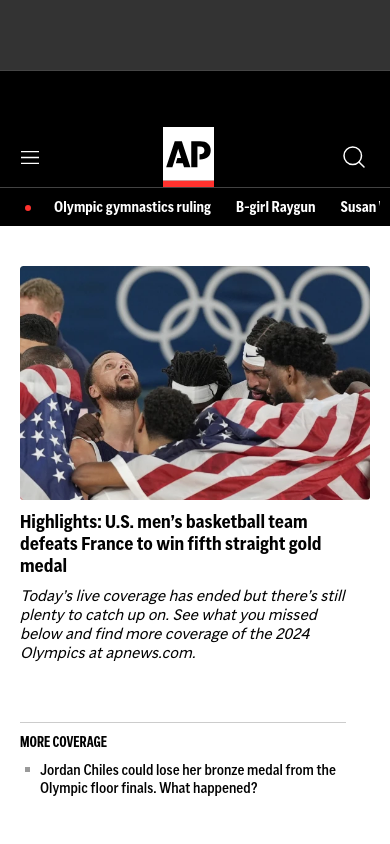 AP
Olympic gymnastics ruling B-girl Raygun Susan
Highlights: U.S. men’s basketball team
defeats France to win fifth straight gold
medal
Today’s live coverage has ended but there’s still
plenty to catch up on. See what you missed
below and find more coverage of the 2024
Olympics at apnews.com.
MORE COVERAGE
Jordan Chiles could lose her bronze medal from the
Olympic floor finals. What happened?